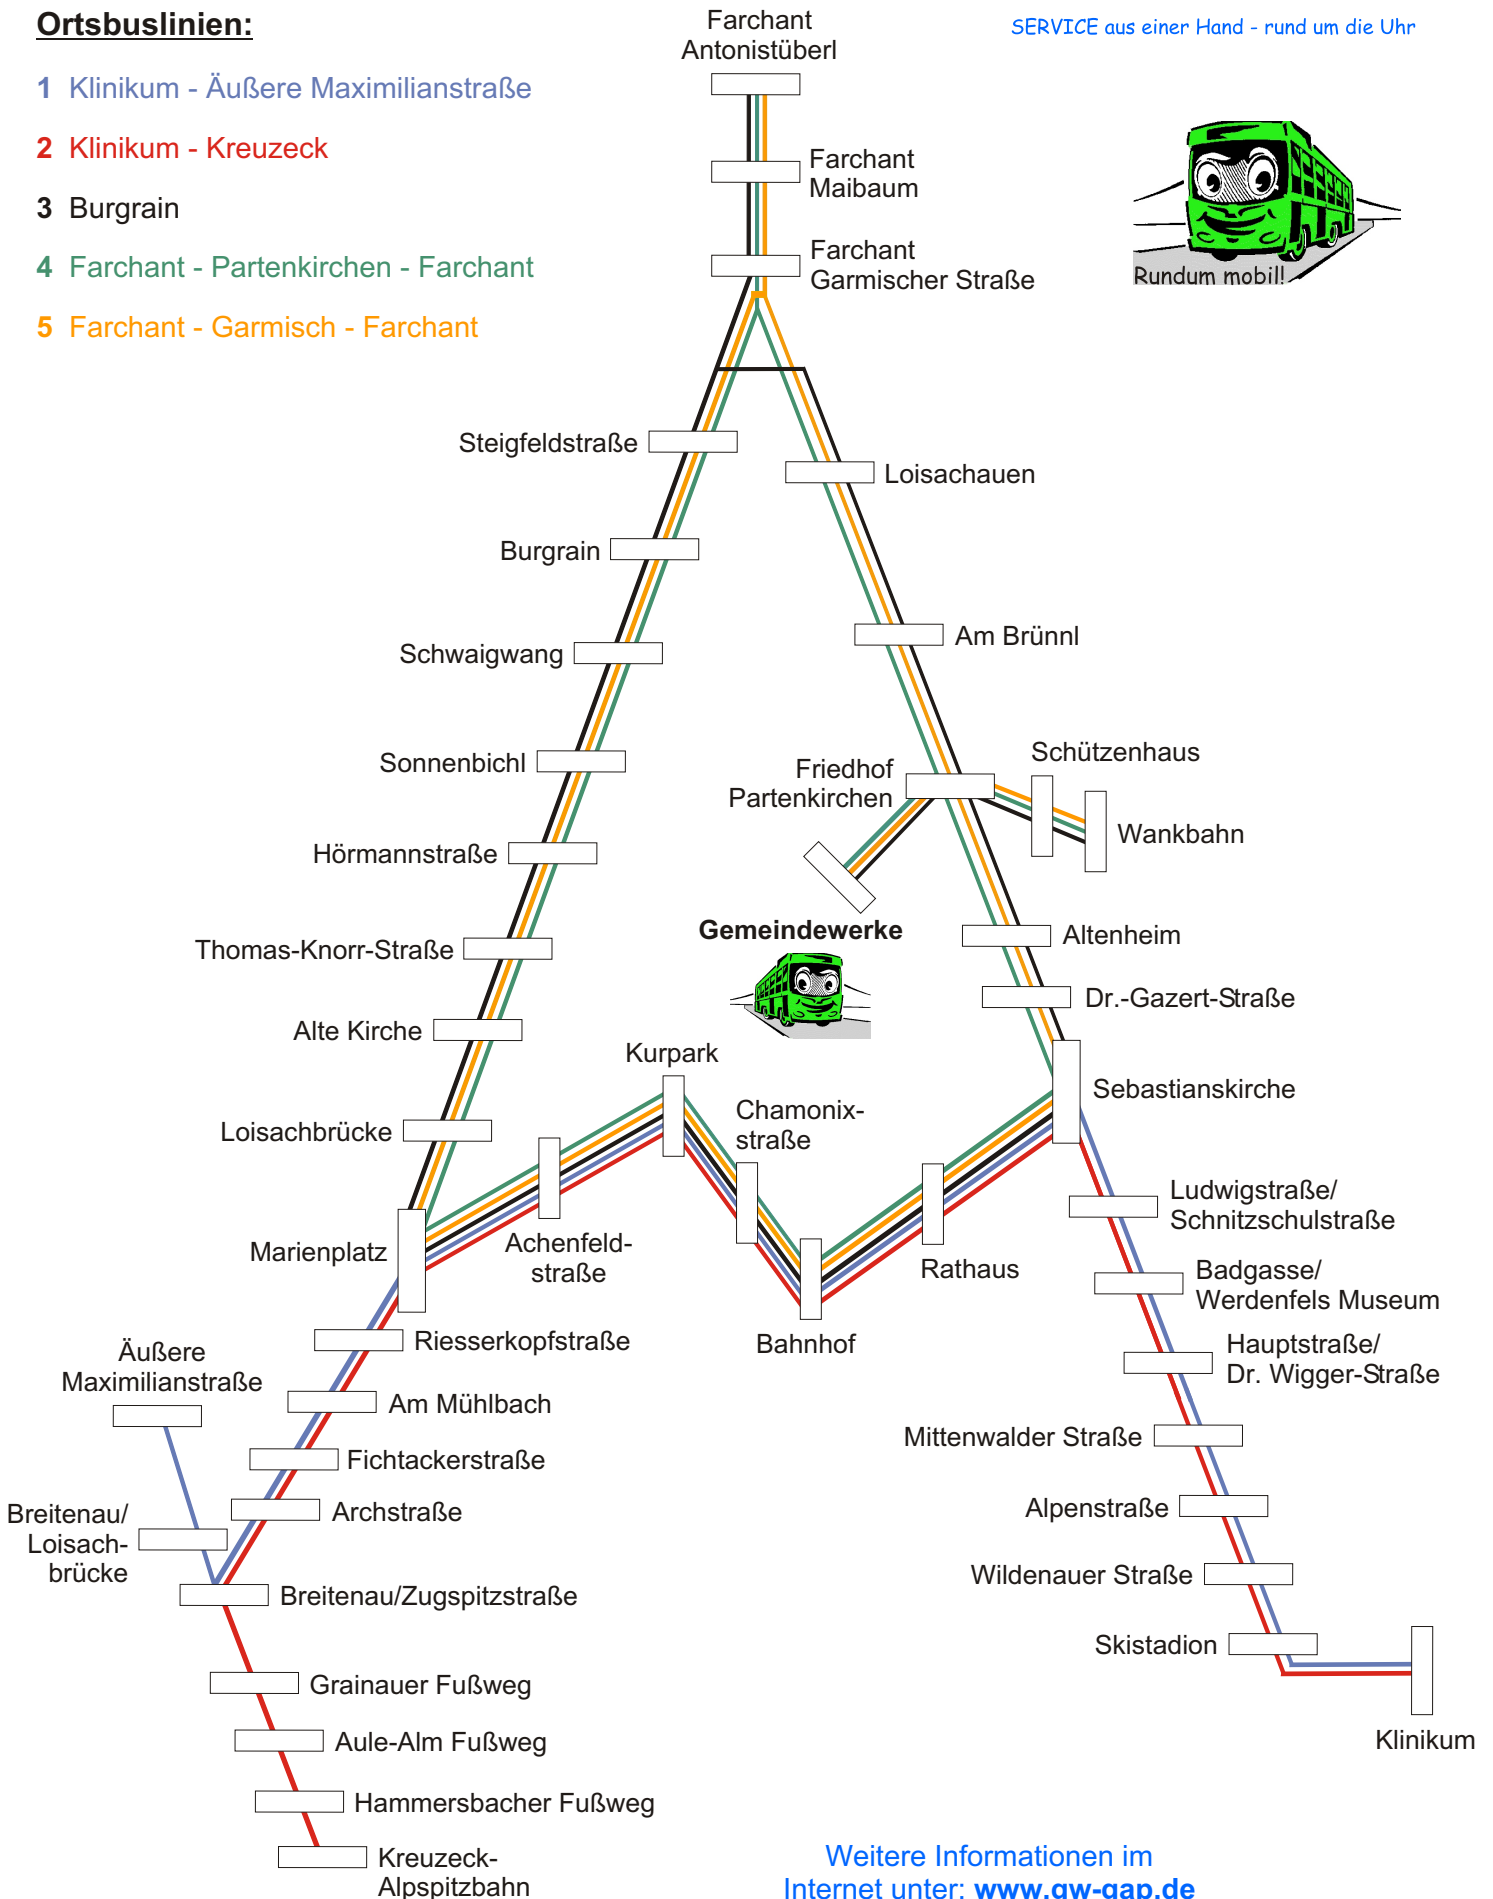 Ortsbuslinien:
1 Klinikum - Äußere Maximilianstraße
2 Klinikum - Kreuzeck
3 Burgrain
4 Farchant - Partenkirchen - Farchant
5 Farchant - Garmisch - Farchant
SERVICE aus einer Hand - rund um die Uhr
Rundum mobil!
Farchant
Antonistüberl
Farchant
Maibaum
Farchant
Garmischer Straße
Steigfeldstraße
Loisachauen
Burgrain
Am Brünnl
Schwaigwang
Sonnenbichl
Schützenhaus
Friedhof
Partenkirchen
Wankbahn
Hörmannstraße
Gemeindewerke
Altenheim
Thomas-Knorr-Straße
Dr.-Gazert-Straße
Alte Kirche
Kurpark
Sebastianskirche
Chamonix-
straße
Loisachbrücke
Ludwigstraße/
Schnitzschulstraße
Marienplatz
Achenfeld-
straße
Rathaus
Badgasse/
Werdenfels Museum
Bahnhof
Riesserkopfstraße
Hauptstraße/
Dr. Wigger-Straße
Äußere
Maximilianstraße
Am Mühlbach
Mittenwalder Straße
Fichtackerstraße
Archstraße
Alpenstraße
Breitenau/
Loisach-
brücke
Wildenauer Straße
Breitenau/Zugspitzstraße
Skistadion
Grainauer Fußweg
Klinikum
Aule-Alm Fußweg
Hammersbacher Fußweg
Kreuzeck-
Alpspitzbahn
Weitere Informationen im
Internet unter: www.gw-gap.de